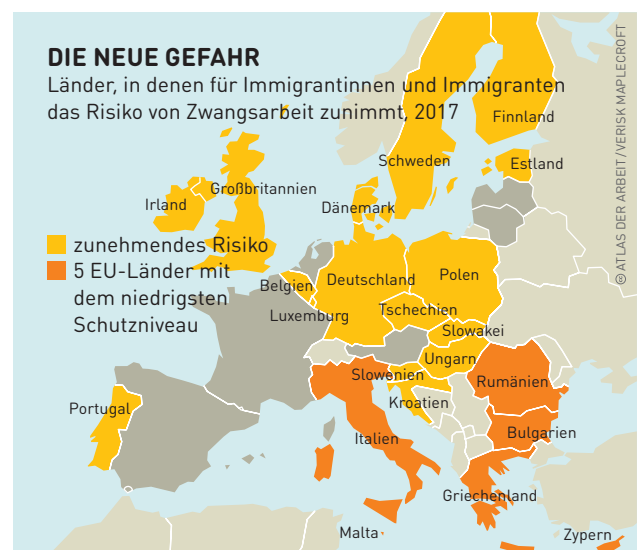 DIE NEUE GEFAHR
Länder, in denen für Immigrantinnen und Immigranten
das Risiko von Zwangsarbeit zunimmt, 2017
© ATLAS DER ARBEIT / VERISK MAPLECROFT
Finnland
Schweden
Estland
Großbritannien
Irland
Dänemark
zunehmendes Risiko
5 EU-Länder mit
dem niedrigsten
Schutzniveau
Belgien
Deutschland
Polen
Luxemburg
Tschechien
Slowakei
Ungarn
Slowenien
Rumänien
Kroatien
Portugal
Italien
Bulgarien
Griechenland
Malta
Zypern